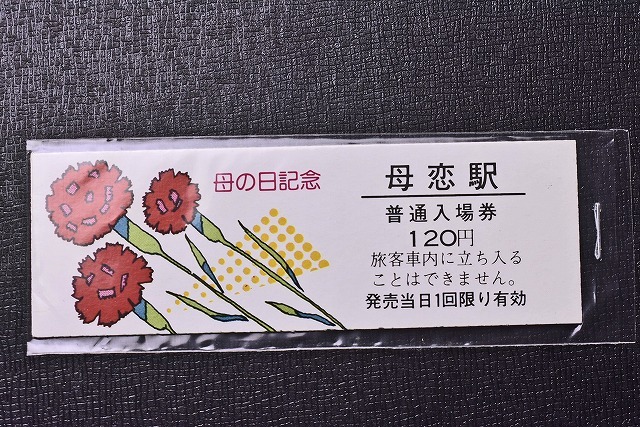 母の日記念
母恋駅
普通入場券
120円
旅客車内に立ち入る
ことはできません。
発売当日1回限り有効